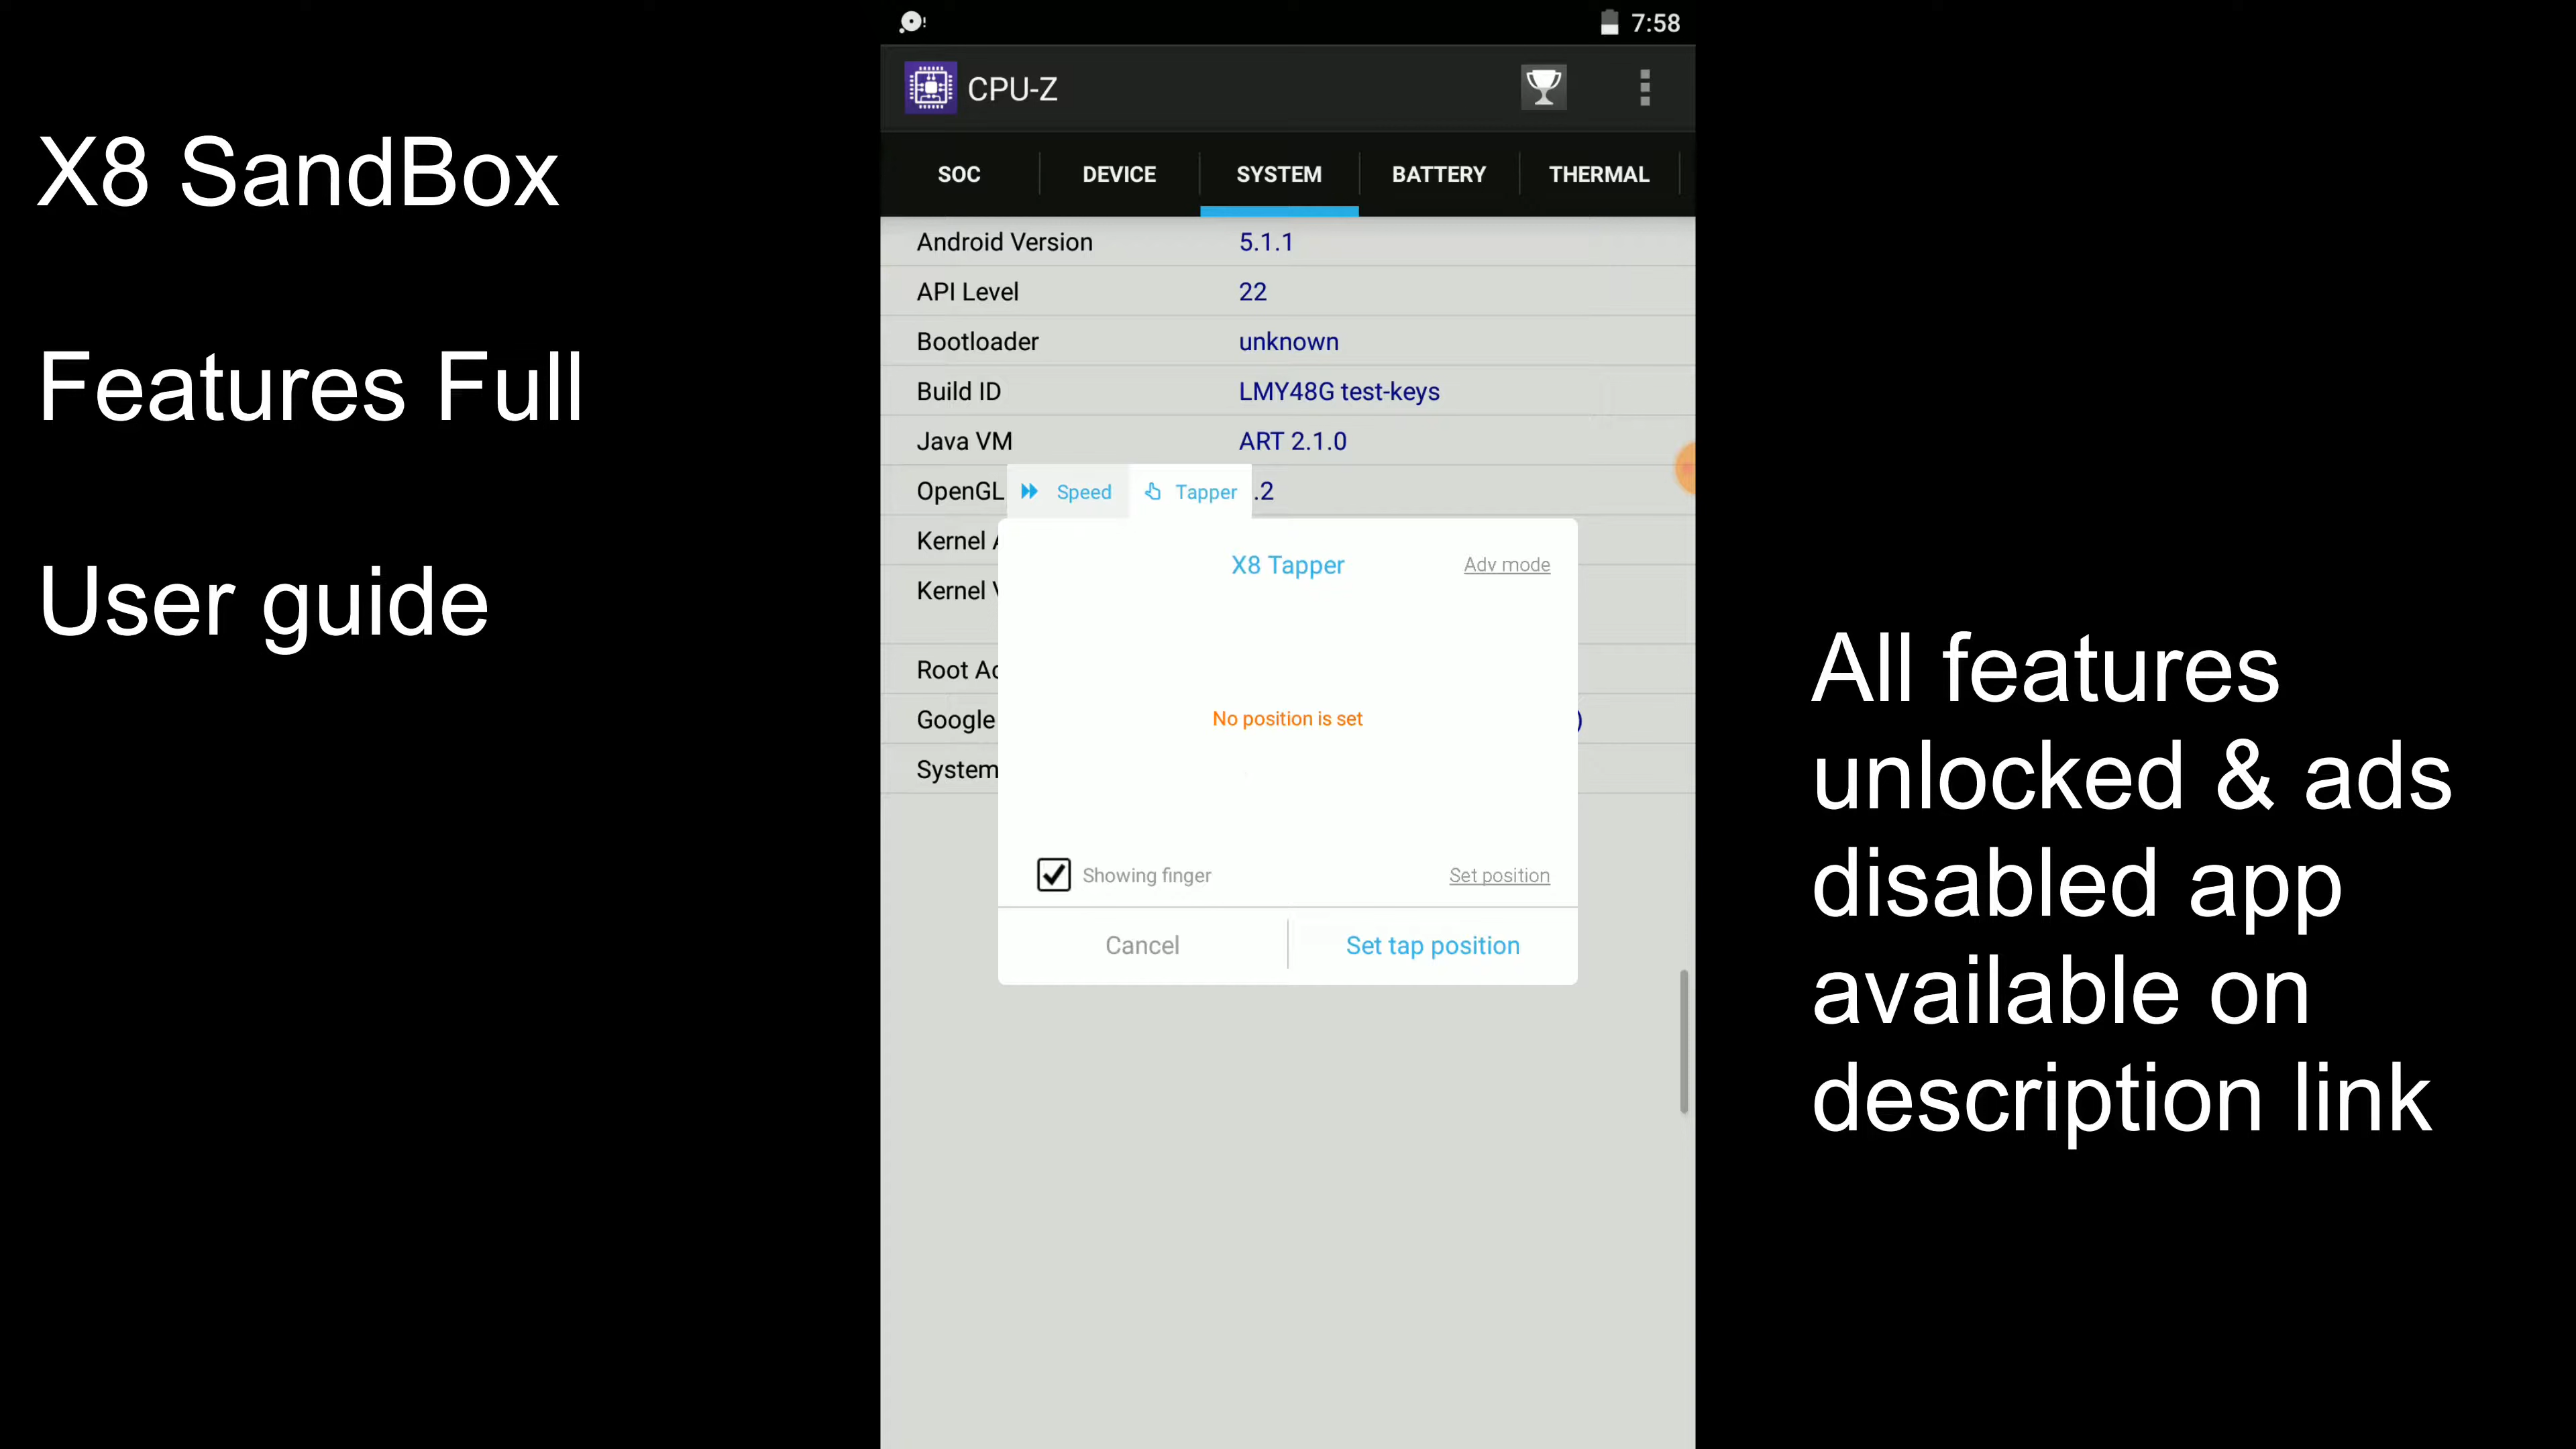 X8 SandBox
Features Full
User guide
7:58
CPU-Z
SOC DEVICE SYSTEM BATTERY THERMAL
Android Version 5.1.1
API Level 22
Bootloader unknown
Build ID LMY48G test-keys
Java VM ART 2.1.0
OpenGL .2
Speed Tapper
Kernel
Kernel
Root
Google )
System
X8 Tapper Adv mode
No position is set
Showing finger Set position
Cancel Set tap position
All features
unlocked & ads
disabled app
available on
description link